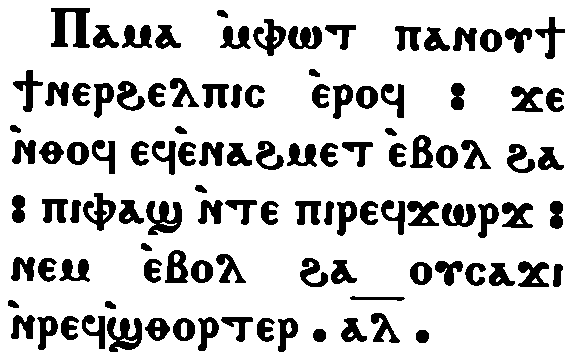 Ⲡⲁⲙⲁ ⲙ̀ⲫⲱⲧ ⲡⲁⲛⲟⲩϯ
ϯⲛⲉⲣϩⲉⲗⲡⲓⲥ ⲉ̀ⲣⲟϥ : ϫⲉ
ⲛ̀ⲑⲟϥ ⲉϥⲉ̀ⲛⲁϩⲙⲉⲧ ⲉ̀ⲃⲟⲗ ϩⲁ
: ⲡⲓⲫⲁϣ ⲛ̀ⲧⲉ ⲡⲓⲣⲉϥϫⲱⲣϫ :
ⲛⲉⲙ ⲉ̀ⲃⲟⲗ ϩⲁ ⲟⲩⲥⲁϫⲓ
ⲛ̀ⲣⲉϥϣ̀ⲑⲟⲣⲧⲉⲣ . ⲁ̅ⲗ̅ .